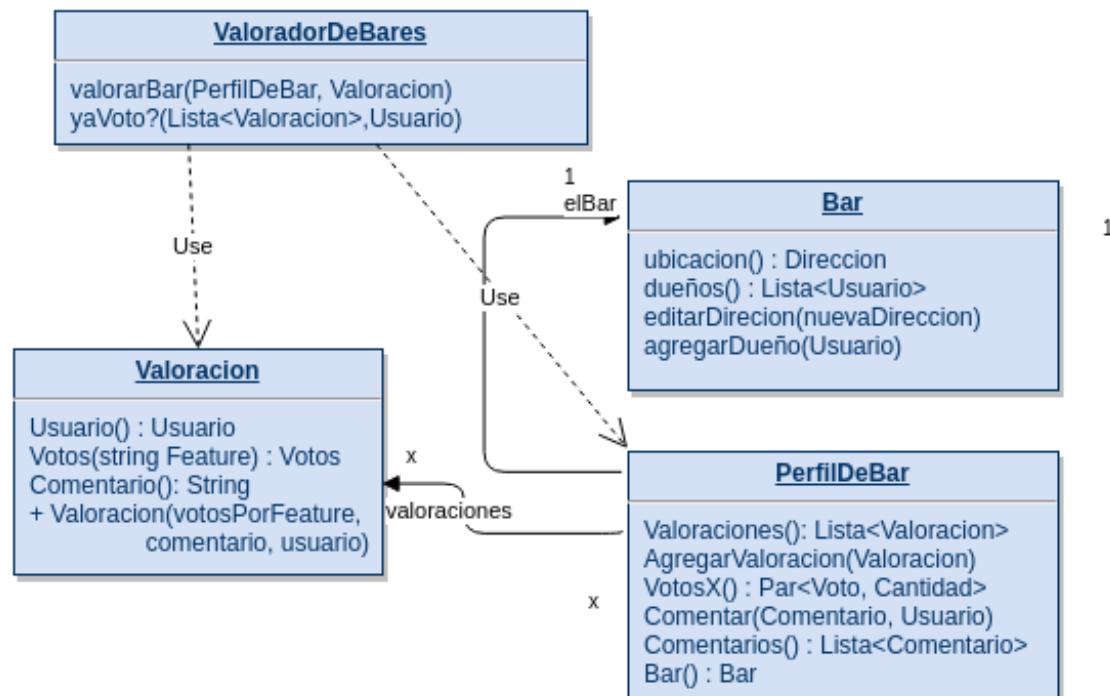 ValoradorDeBares
valorarBar(PerfilDeBar, Valoracion)
yaVoto?(Lista<Valoracion>,Usuario)
1
elBar
Use
Use
Bar
ubicacion() : Direccion
dueños() : Lista<Usuario>
editarDirecion(nuevaDireccion)
agregarDueño(Usuario)
1
Valoracion
Usuario() : Usuario
Votos(string Feature) : Votos
Comentario(): String
+ Valoracion(votosPorFeature,
comentario, usuario)
x
valoraciones
x
PerfilDeBar
Valoraciones(): Lista<Valoracion>
AgregarValoracion(Valoracion)
VotosX() : Par<Voto, Cantidad>
Comentar(Comentario, Usuario)
Comentarios() : Lista<Comentario>
Bar() : Bar